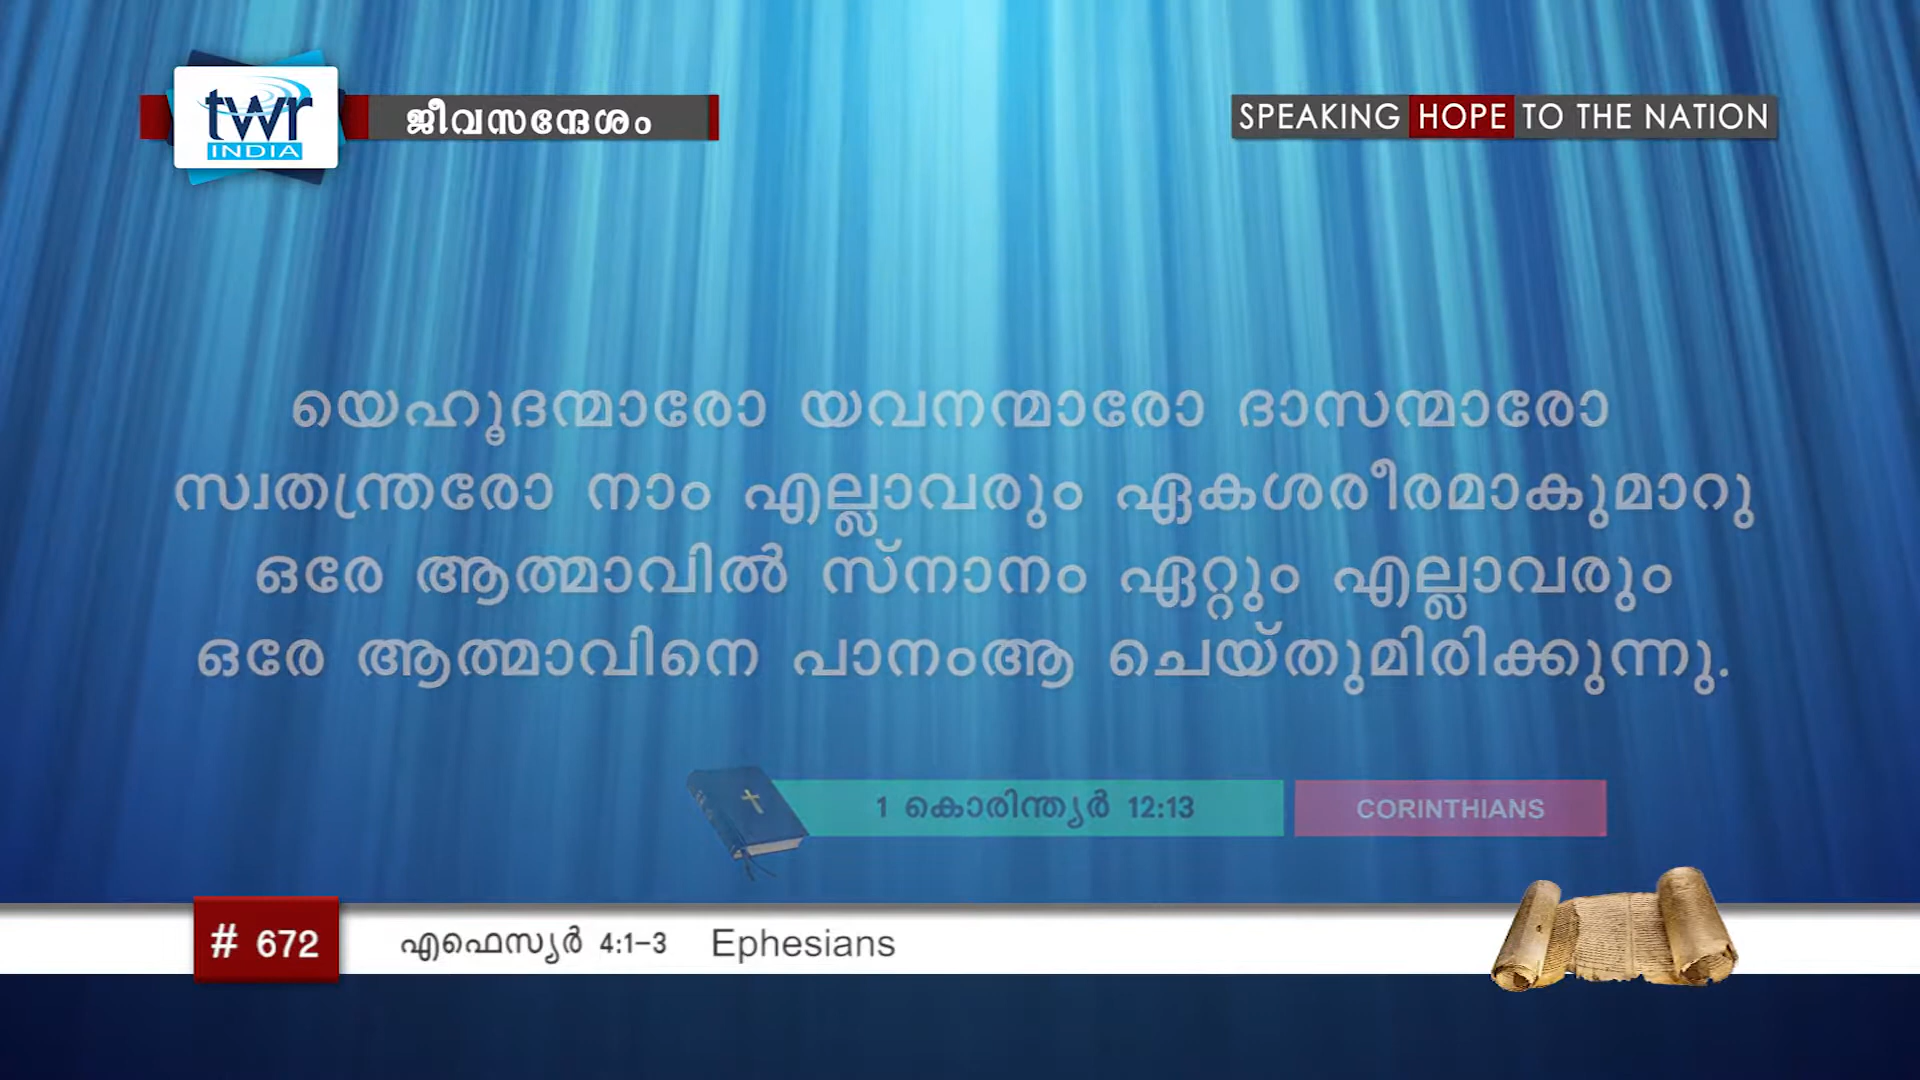 twr
INDIA
ജീവസന്ദേശം
SPEAKING HOPE TO THE NATION
യെഹൂദന്മാരോ യവനന്മാരോ ദാസന്മാരോ
സ്വതന്ത്രരോ നാം എല്ലാവരും ഏകശരീരമാകുമാറു
ഒരേ ആത്മാവിൽ സ്നാനം ഏറ്റും എല്ലാവരും
ഒരേ ആത്മാവിനെ പാനംആ ചെയ്തുമിരിക്കുന്നു.
1 കൊരിന്ത്യർ 12:13
CORINTHIANS
# 672
എഫെസ്യർ 4:1-3 Ephesians